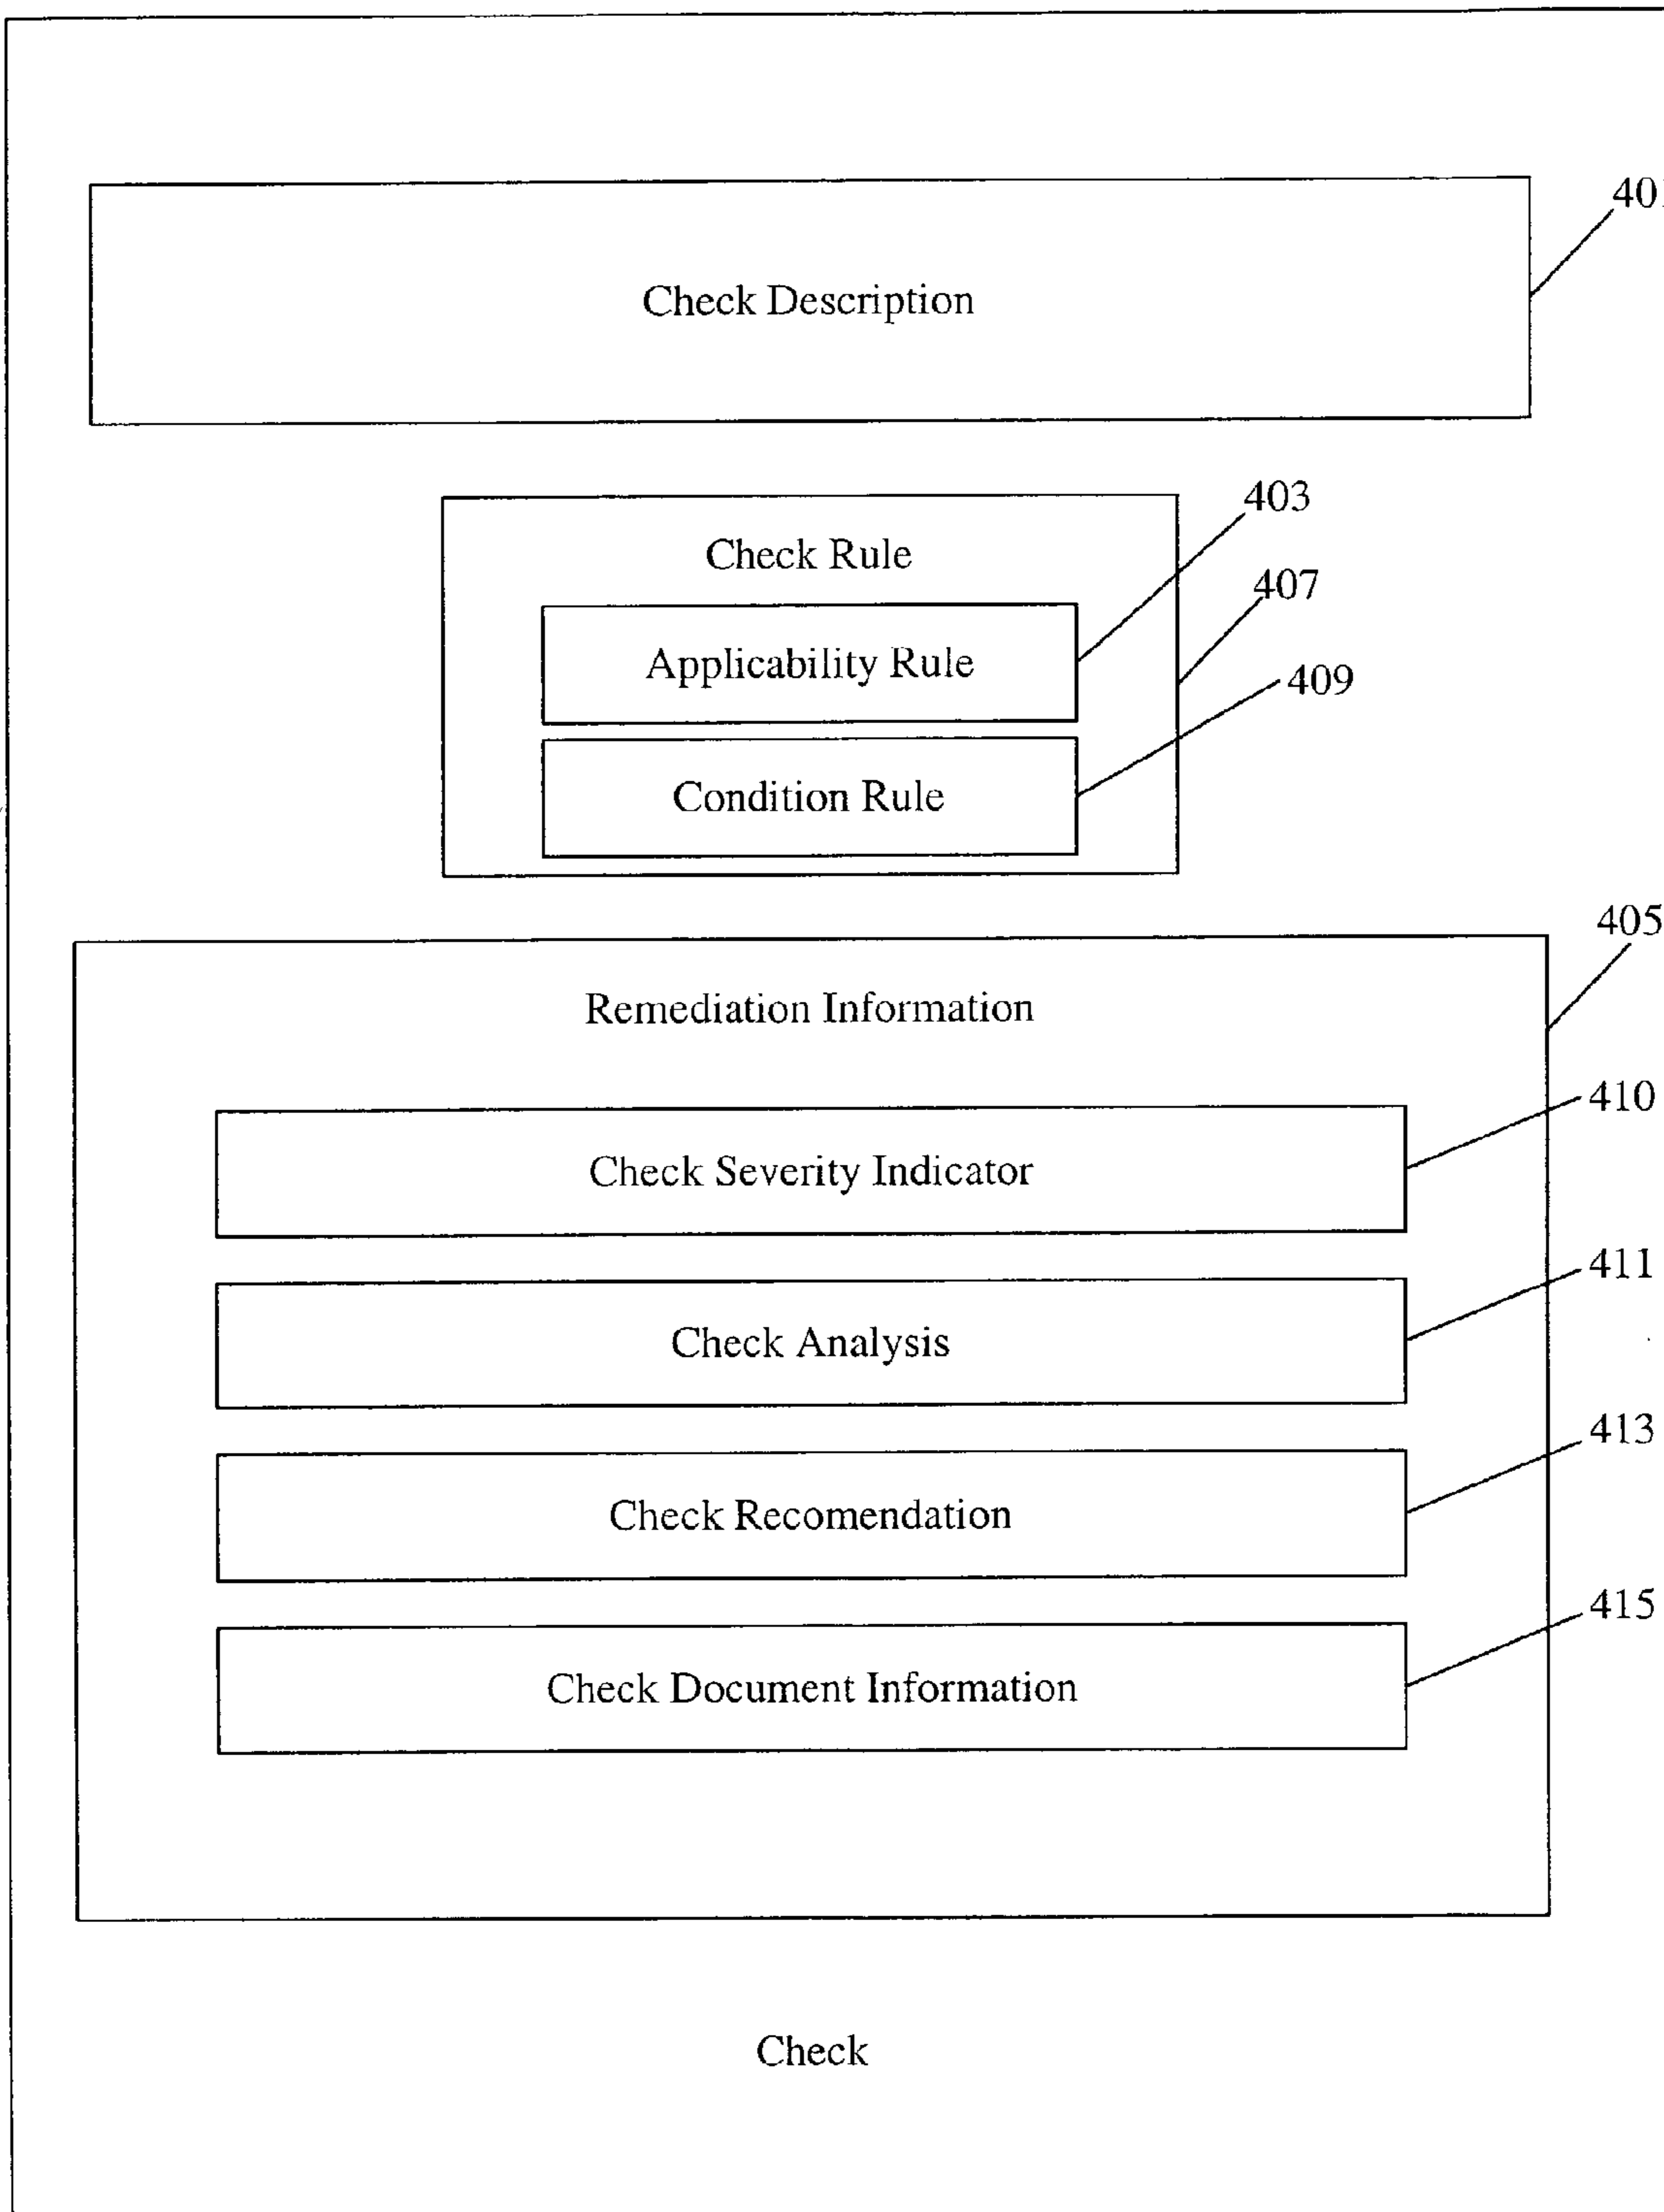 Check Description
403
Check Rule
407
Applicability Rule
409
Condition Rule
405
Remediation Information
410
Check Severity Indicator
411
Check Analysis
413
Check Recomendation
415
Check Document Information
Check